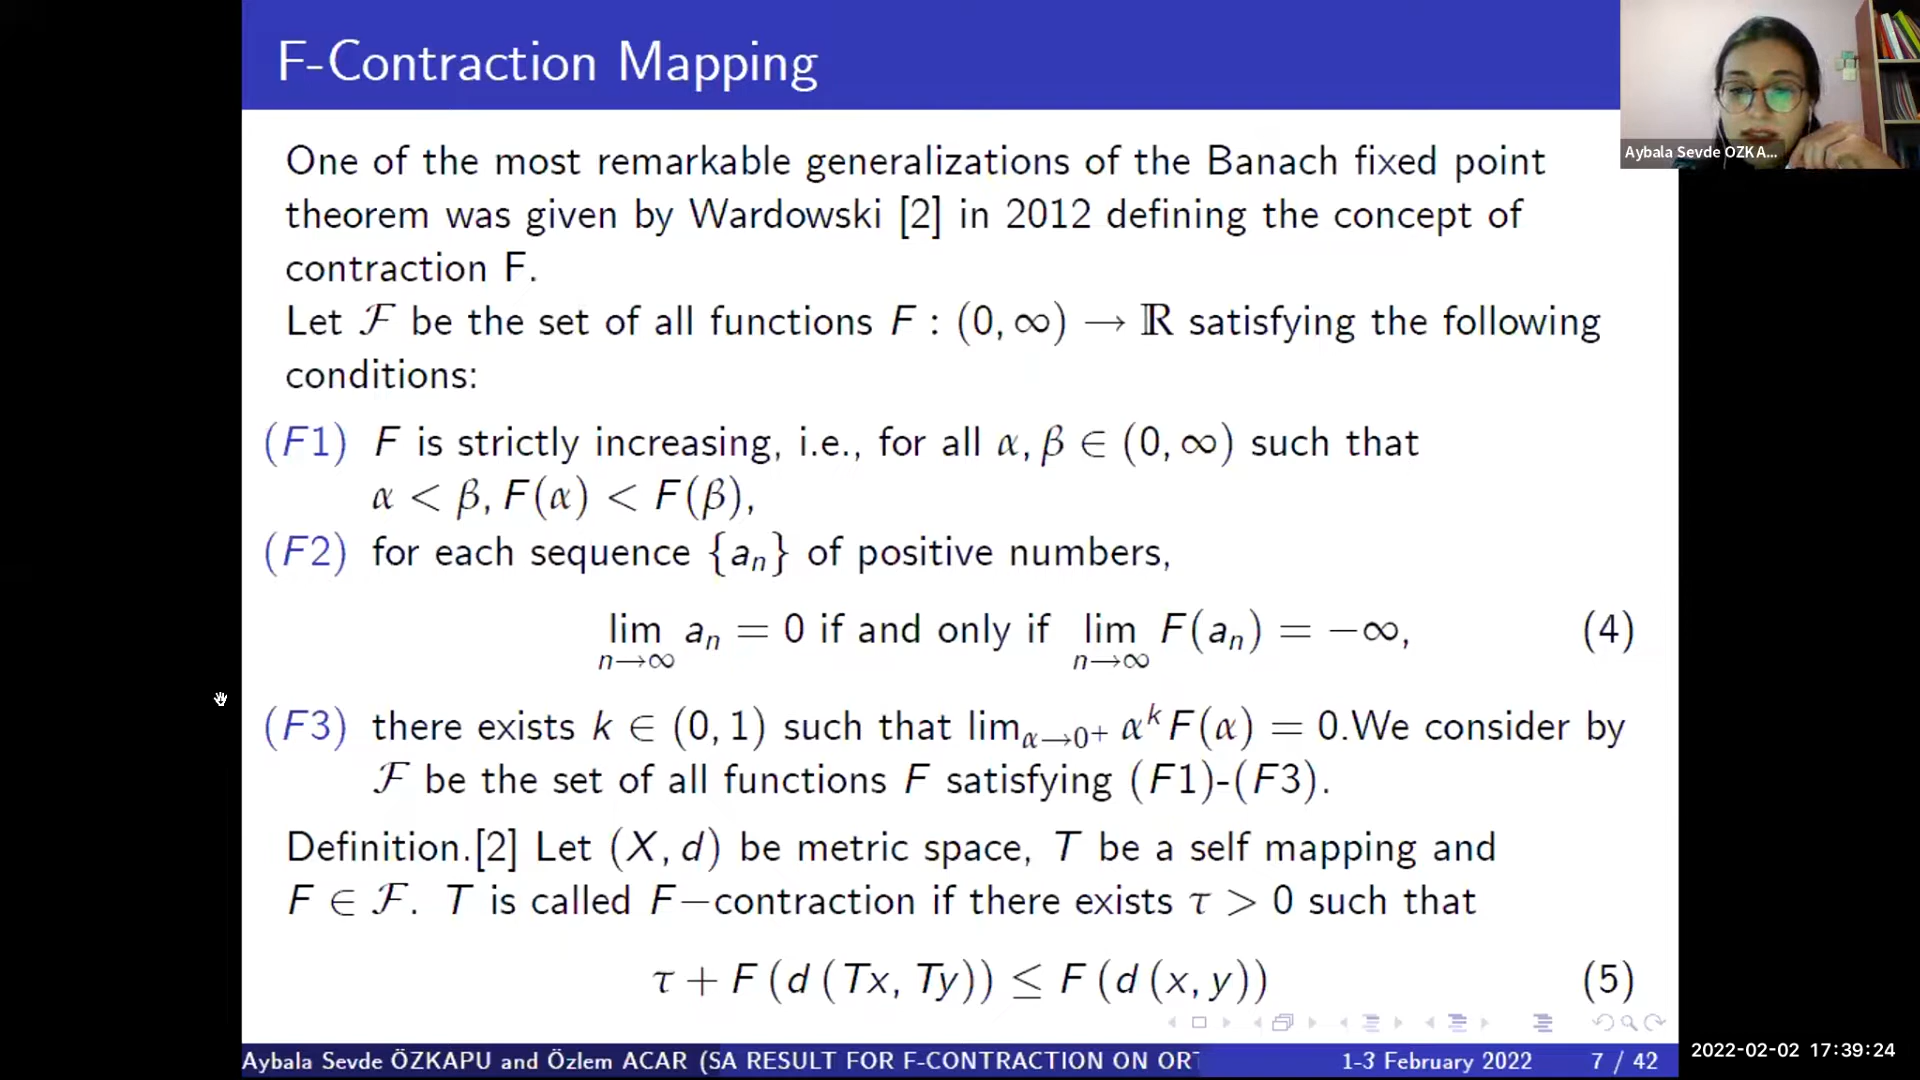 F-Contraction Mapping
Aybala Sevde OZKA...
One of the most remarkable generalizations of the Banach fixed point
theorem was given by Wardowski [2] in 2012 defining the concept of
contraction F.
Let ℱ be the set of all functions F : (0, ∞) → ℝ satisfying the following
conditions:
(F1) F is strictly increasing, i.e., for all α, β ∈ (0, ∞) such that
α < β, F(α) < F(β),
(F2) for each sequence {aₙ} of positive numbers,
lim_{n→∞} aₙ = 0 if and only if lim_{n→∞} F(aₙ) = −∞, (4)
(F3) there exists k ∈ (0, 1) such that lim_{α→0⁺} αᵏF(α) = 0.We consider by
ℱ be the set of all functions F satisfying (F1)-(F3).
Definition.[2] Let (X, d) be metric space, T be a self mapping and
F ∈ ℱ. T is called F−contraction if there exists τ > 0 such that
τ + F (d (Tx, Ty)) ≤ F (d (x, y)) (5)
Aybala Sevde ÖZKAPU and Özlem ACAR (SA RESULT FOR F-CONTRACTION ON ORT 1-3 February 2022 7 / 42
2022-02-02 17:39:24